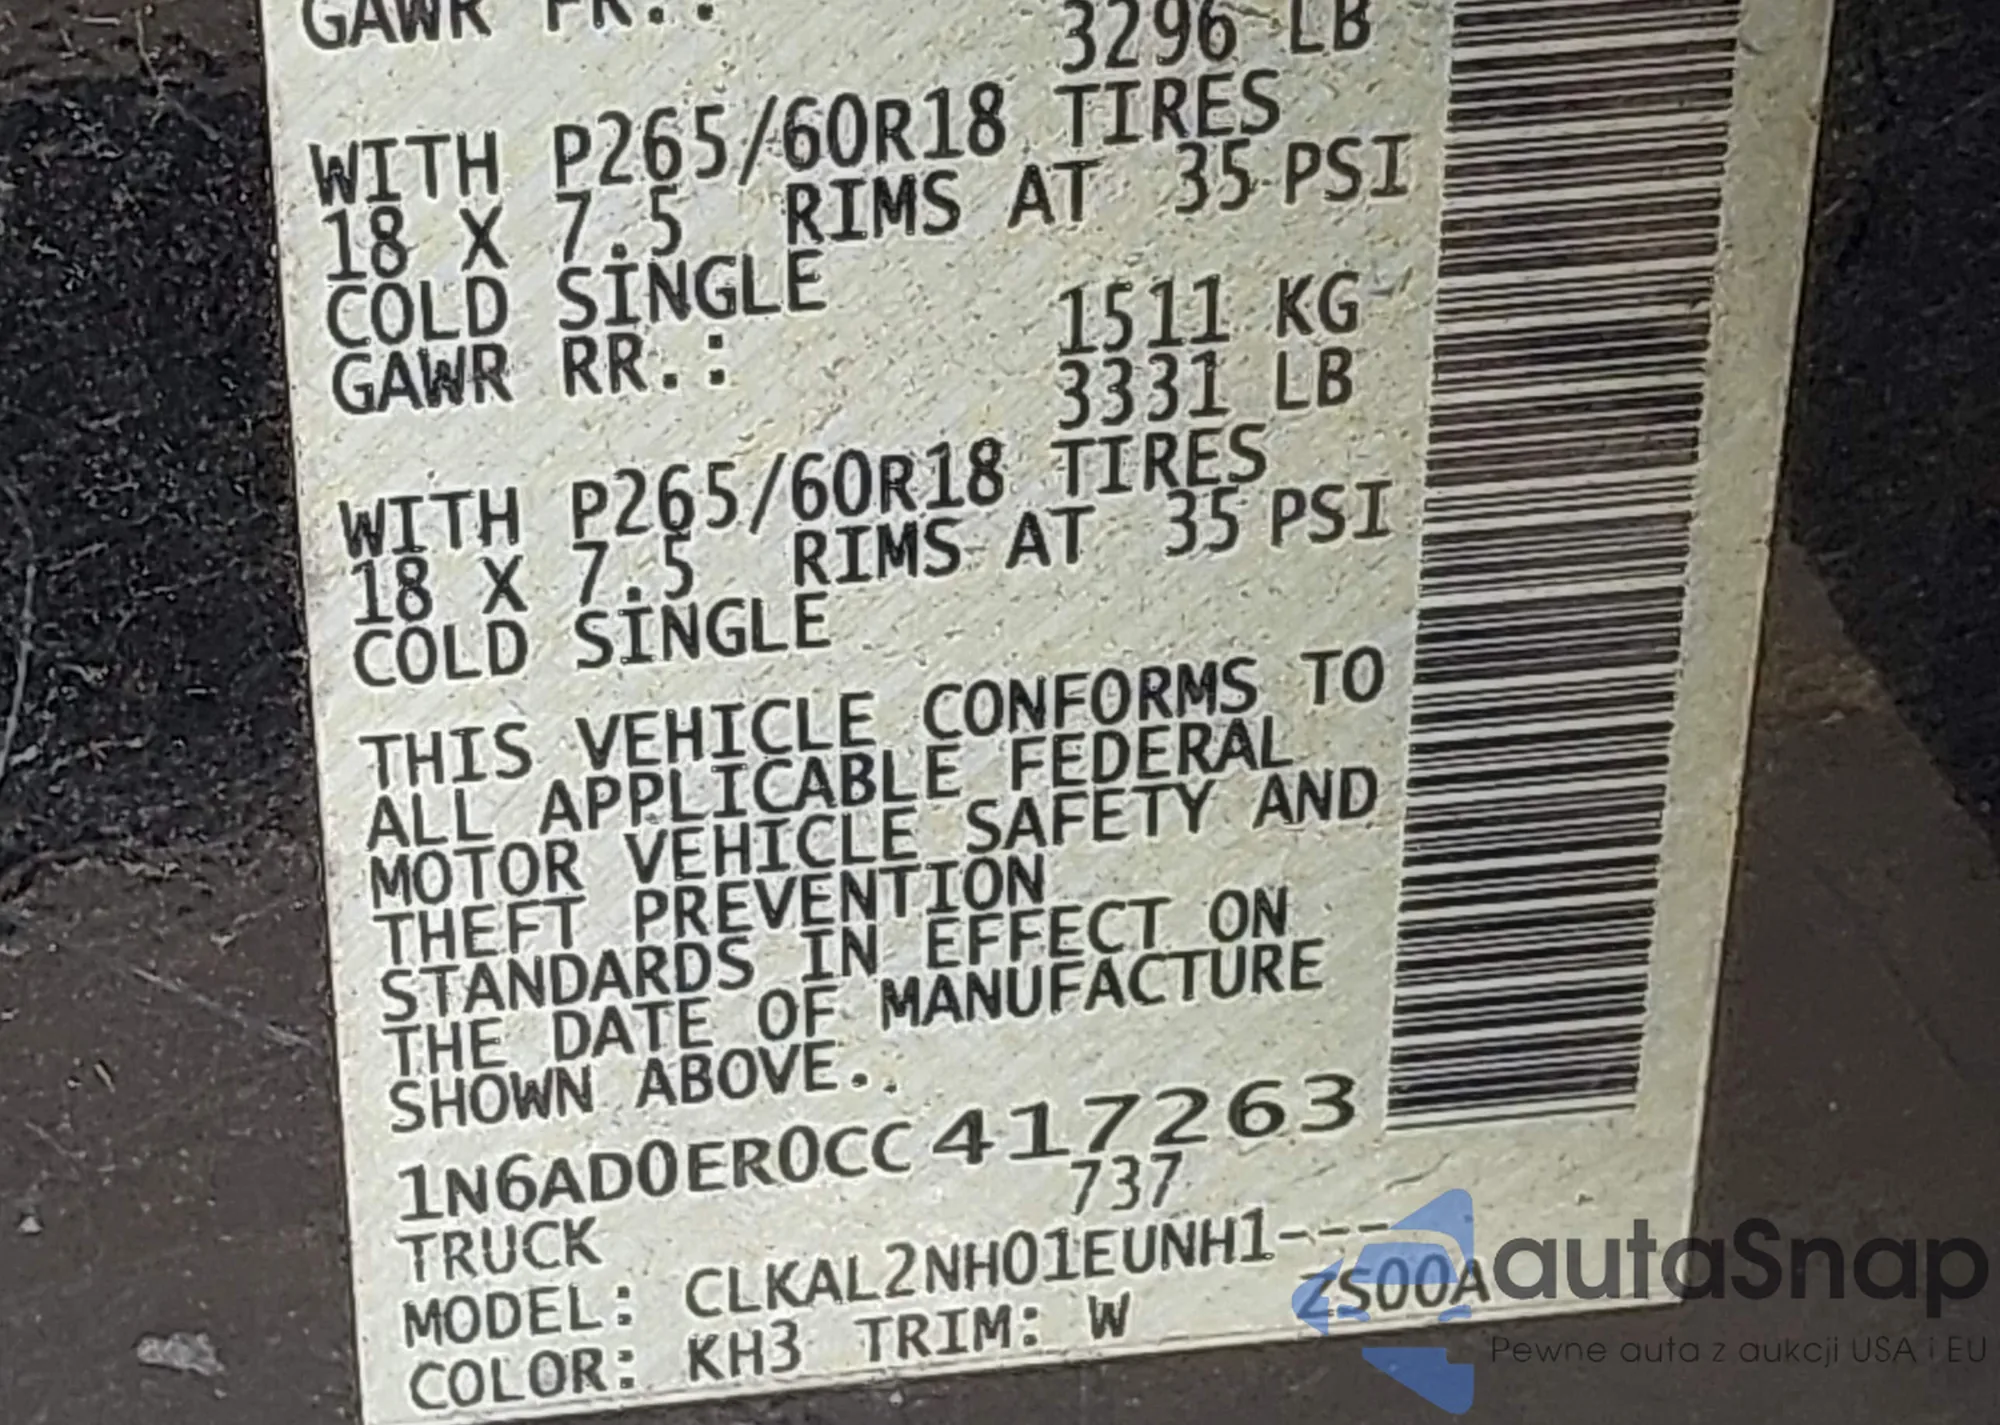 GAWR FR.:
3296 LB
WITH P265/60R18 TIRES
18 X 7.5 RIMS AT 35 PSI
COLD SINGLE
GAWR RR.: 1511 KG
3331 LB
WITH P265/60R18 TIRES
18 X 7.5 RIMS AT 35 PSI
COLD SINGLE
THIS VEHICLE CONFORMS TO
ALL APPLICABLE FEDERAL
MOTOR VEHICLE SAFETY AND
THEFT PREVENTION
STANDARDS IN EFFECT ON
THE DATE OF MANUFACTURE
SHOWN ABOVE..
1N6AD0ER0CC417263
TRUCK 737
MODEL: CLKAL2NH01EUNH1---
COLOR: KH3 TRIM: W ZS00A
autaSnap
Pewne auta z aukcji USA i EU